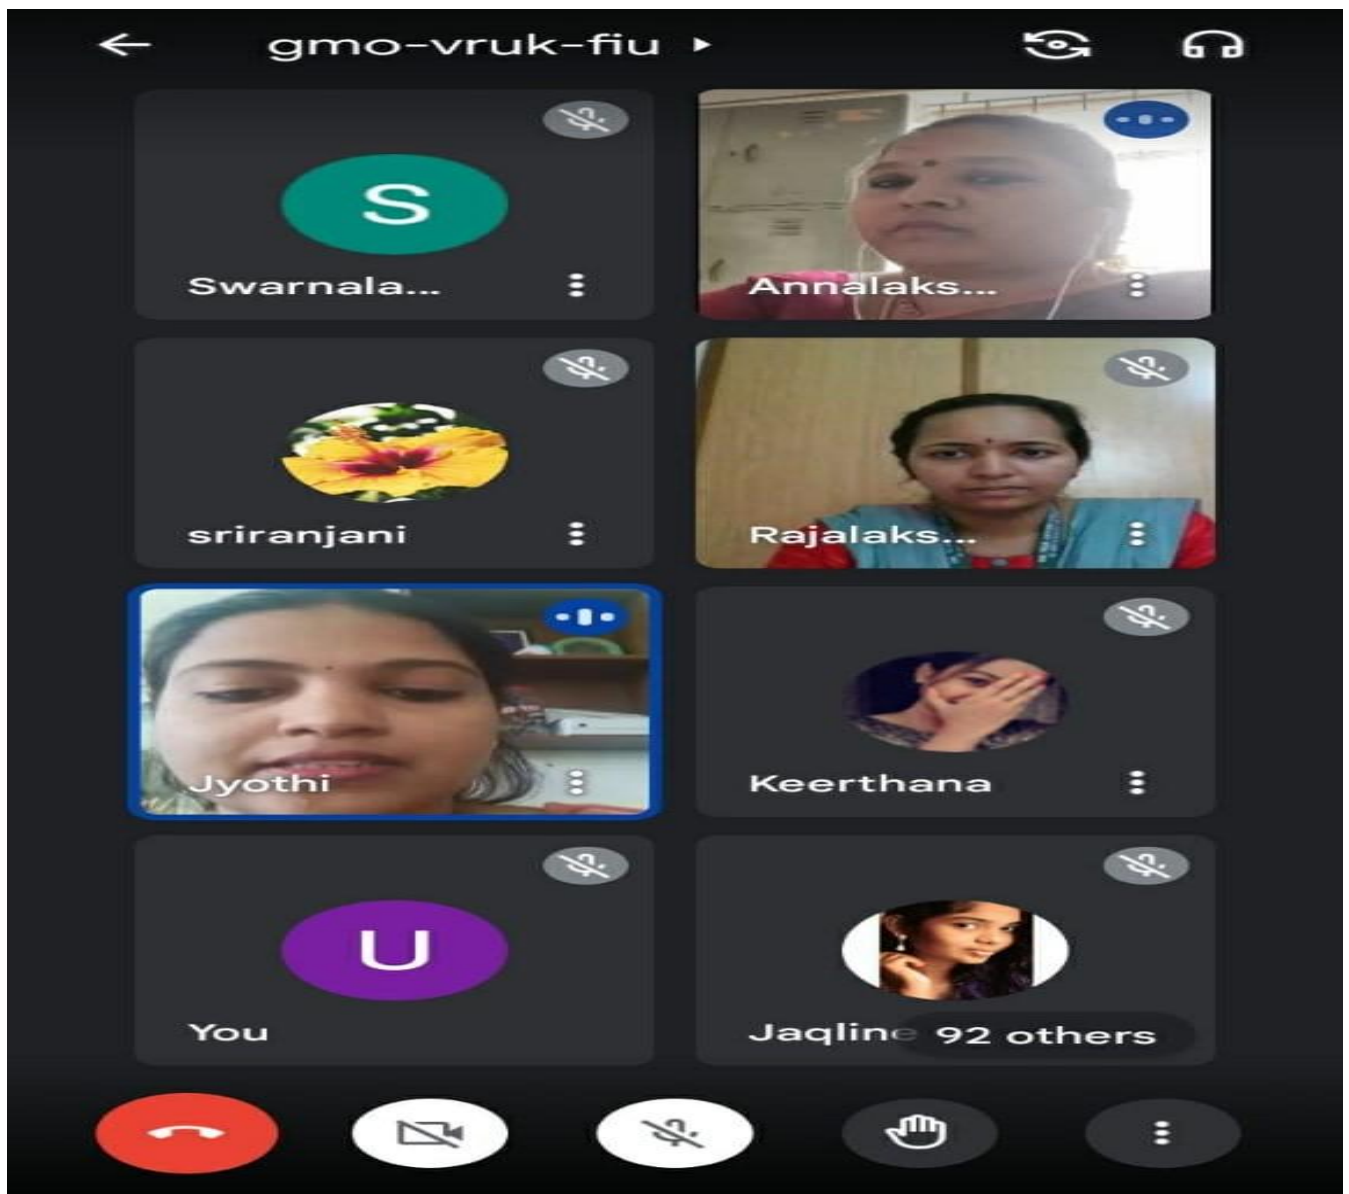 gmo-vruk-fiu
S
Swarnala...
Annalaks...
sriranjani
Rajalaks...
Jyothi
Keerthana
U
You
Jaqline
92 others